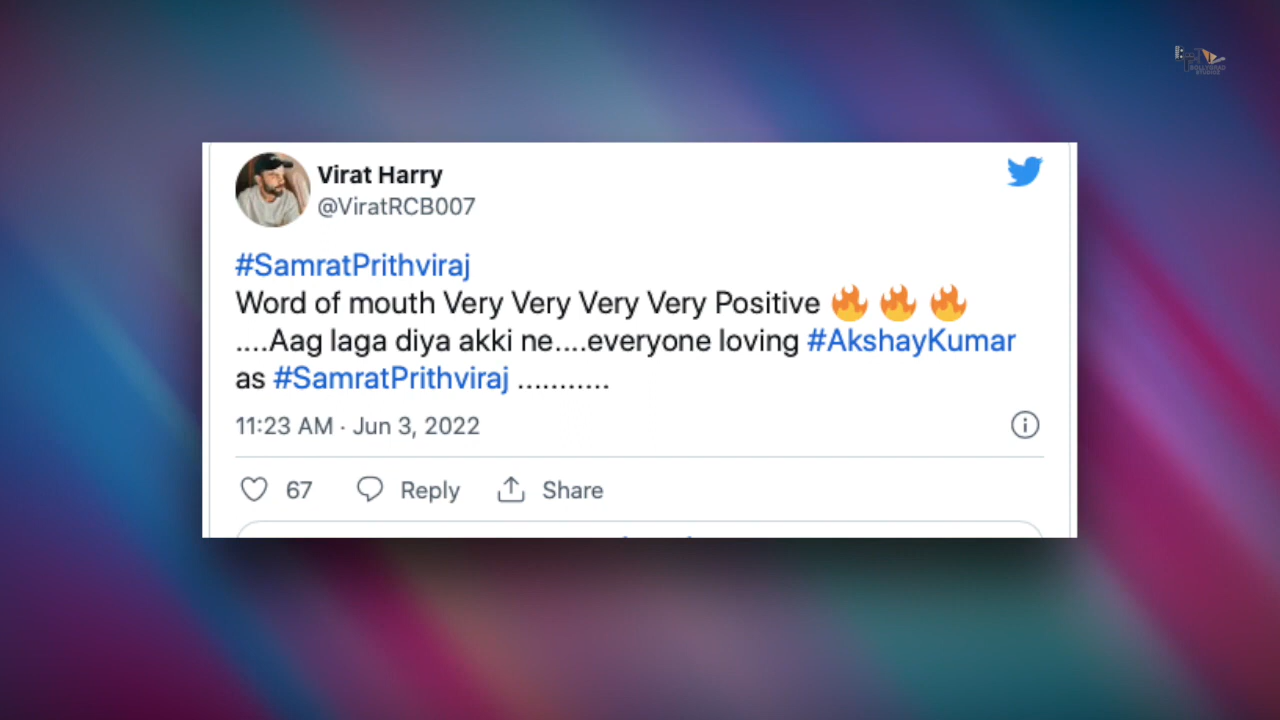 Virat Harry
@ViratRCB007
#SamratPrithviraj
Word of mouth Very Very Very Very Positive 🔥 🔥 🔥
....Aag laga diya akki ne....everyone loving #AkshayKumar
as #SamratPrithviraj ...........
11:23 AM · Jun 3, 2022
67 Reply Share